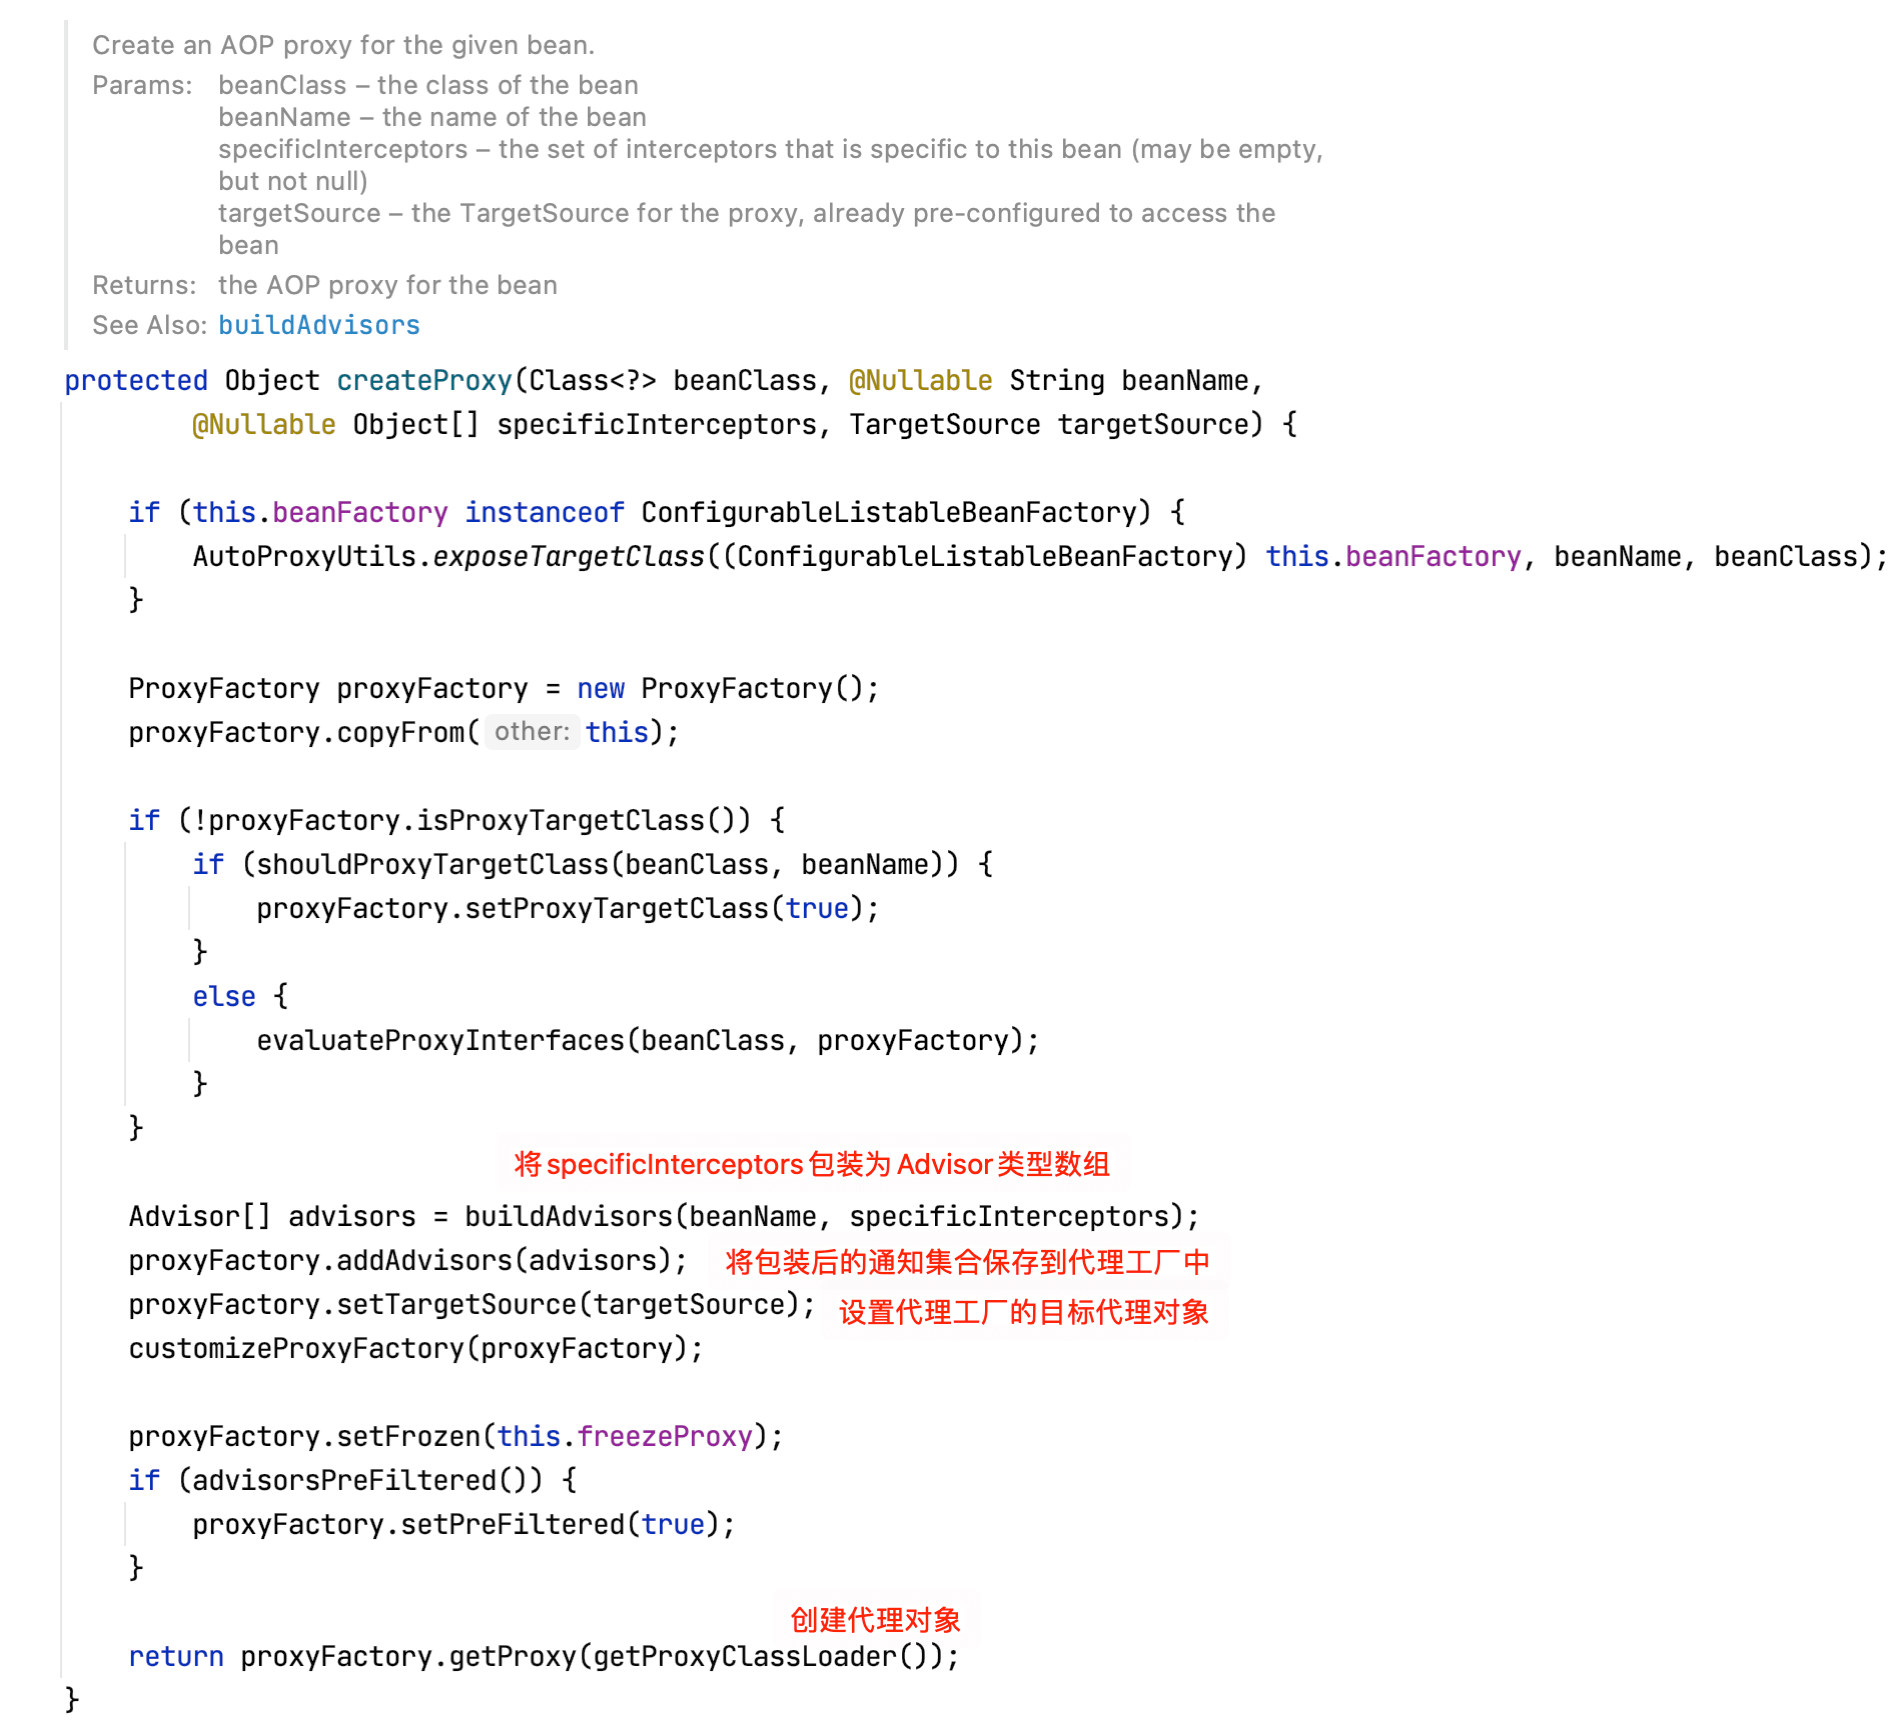 Create an AOP proxy for the given bean.
Params: beanClass – the class of the bean
beanName – the name of the bean
specificInterceptors – the set of interceptors that is specific to this bean (may be empty,
but not null)
targetSource – the TargetSource for the proxy, already pre-configured to access the
bean
Returns: the AOP proxy for the bean
See Also: buildAdvisors
protected Object createProxy(Class<?> beanClass, @Nullable String beanName,
        @Nullable Object[] specificInterceptors, TargetSource targetSource) {
    if (this.beanFactory instanceof ConfigurableListableBeanFactory) {
        AutoProxyUtils.exposeTargetClass((ConfigurableListableBeanFactory) this.beanFactory, beanName, beanClass);
    }
    ProxyFactory proxyFactory = new ProxyFactory();
    proxyFactory.copyFrom( other: this);
    if (!proxyFactory.isProxyTargetClass()) {
        if (shouldProxyTargetClass(beanClass, beanName)) {
            proxyFactory.setProxyTargetClass(true);
        }
        else {
            evaluateProxyInterfaces(beanClass, proxyFactory);
        }
    }
将specificInterceptors包装为Advisor类型数组
    Advisor[] advisors = buildAdvisors(beanName, specificInterceptors);
    proxyFactory.addAdvisors(advisors); 将包装后的通知集合保存到代理工厂中
    proxyFactory.setTargetSource(targetSource); 设置代理工厂的目标代理对象
    customizeProxyFactory(proxyFactory);
    proxyFactory.setFrozen(this.freezeProxy);
    if (advisorsPreFiltered()) {
        proxyFactory.setPreFiltered(true);
    }
创建代理对象
    return proxyFactory.getProxy(getProxyClassLoader());
}